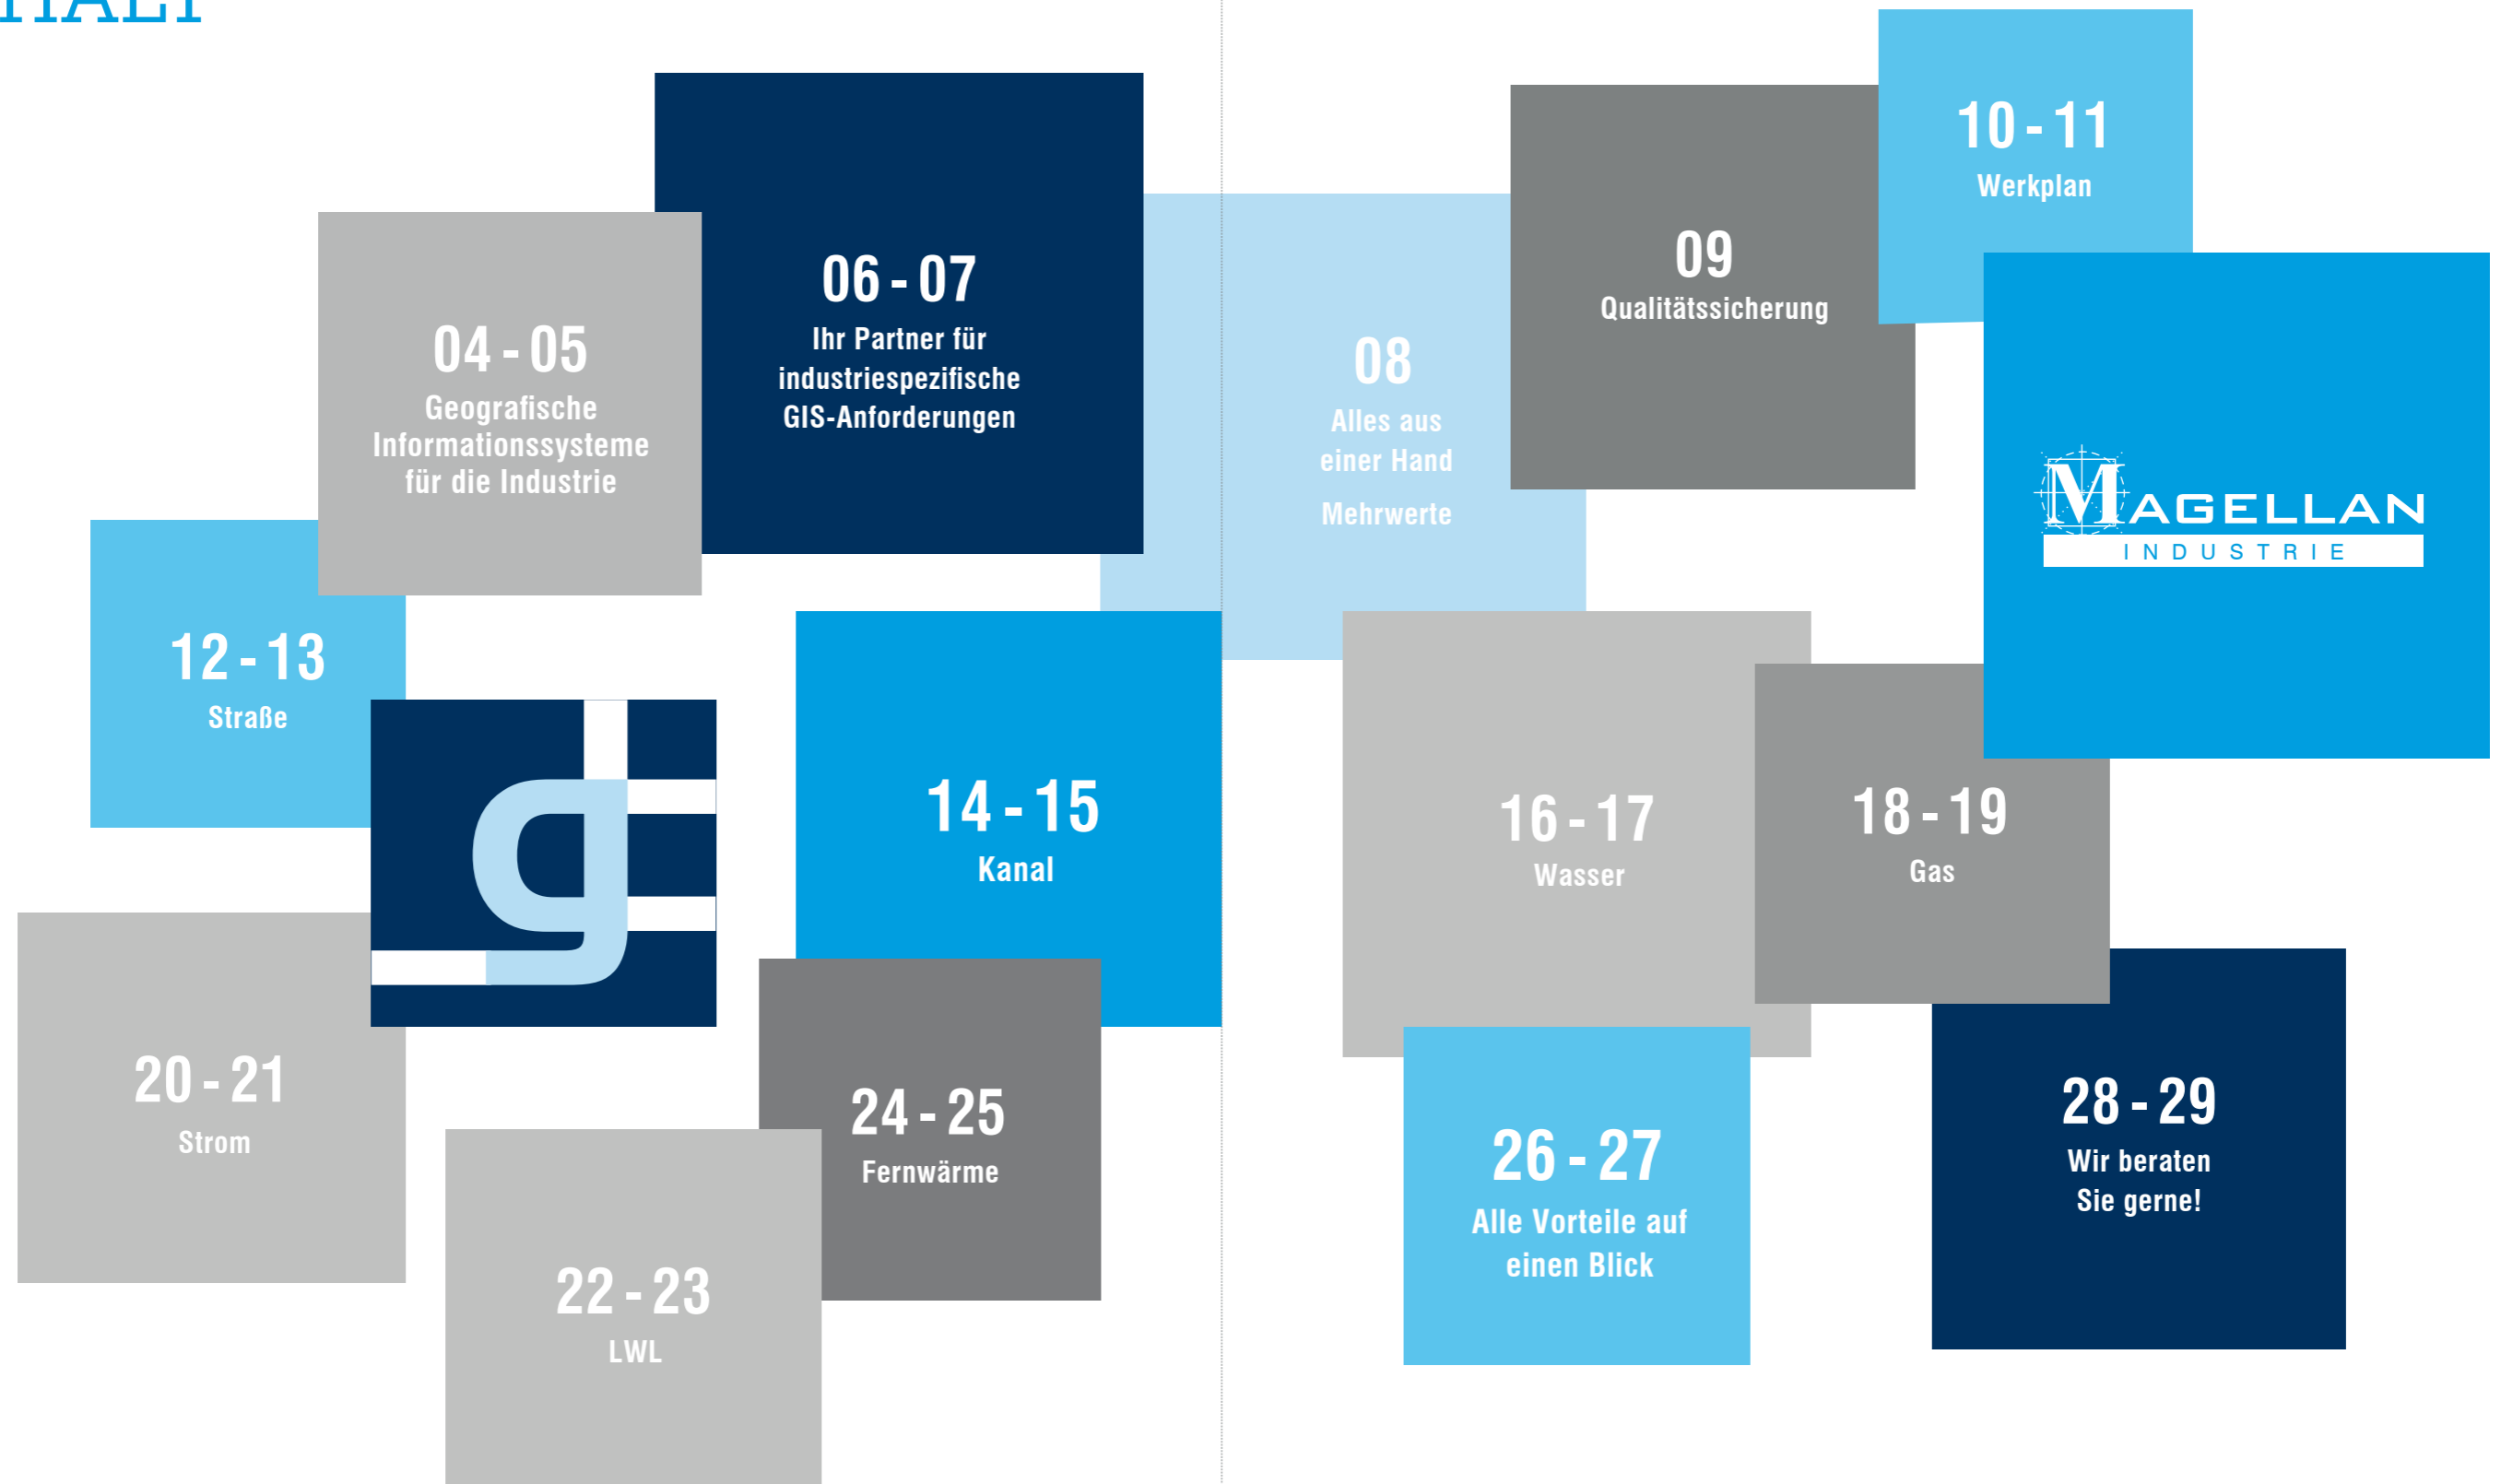 04 - 05
Geografische
Informationssysteme
für die Industrie
06 - 07
Ihr Partner für
industriespezifische
GIS-Anforderungen
08
Alles aus
einer Hand
Mehrwerte
09
Qualitätssicherung
10 - 11
Werkplan
MAGELLAN
INDUSTRIE
12 - 13
Straße
g
14 - 15
Kanal
16 - 17
Wasser
18 - 19
Gas
20 - 21
Strom
22 - 23
LWL
24 - 25
Fernwärme
26 - 27
Alle Vorteile auf
einen Blick
28 - 29
Wir beraten
Sie gerne!